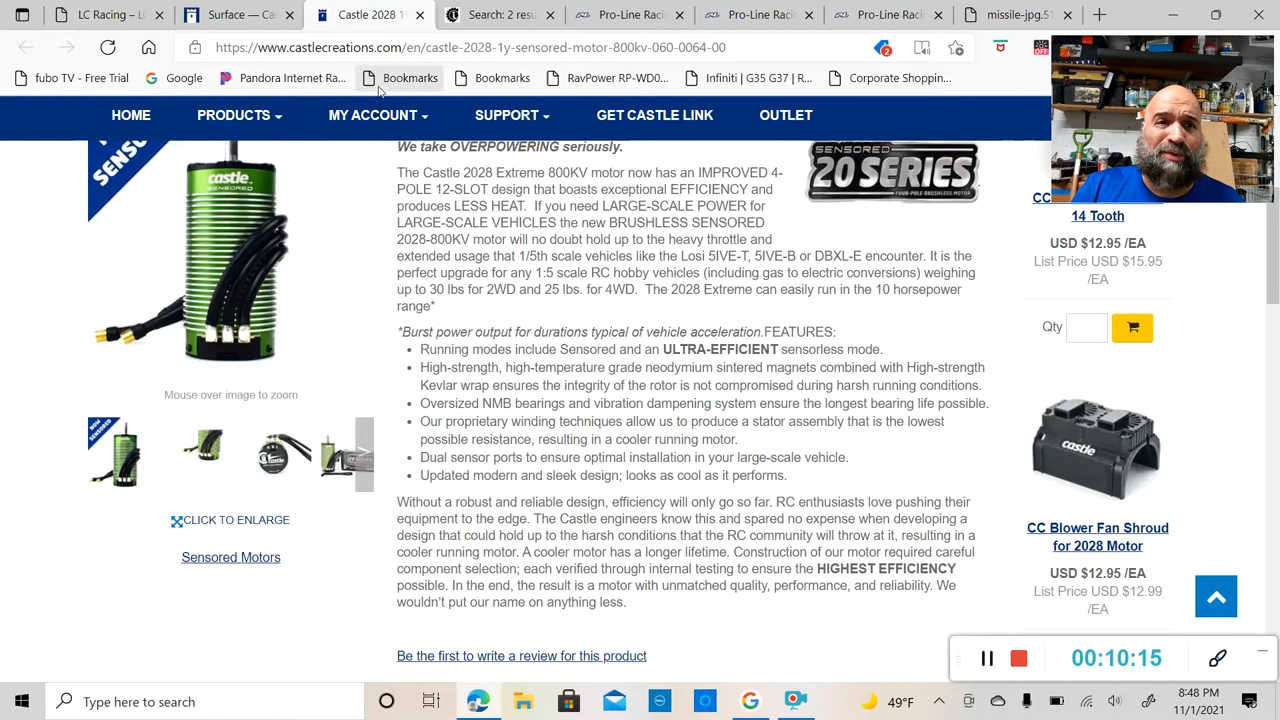 Castle 2028 1
https://www.castlecreations.com/en/castle-2028-1y-sensored-motor-800kv-060-0064-00
2
OFF
fubo TV - Free Trial
Google
Pandora Internet Ra...
Bookmarks
Bookmarks
RavPower RP-WD0...
Infiniti | G35 G37 | P...
Corporate Shoppin...
HOME
PRODUCTS
MY ACCOUNT
SUPPORT
GET CASTLE LINK
OUTLET
castle
SENSORED
Mouse over image to zoom
CLICK TO ENLARGE
Sensored Motors
We take OVERPOWERING seriously.
The Castle 2028 Extreme 800KV motor now has an IMPROVED 4-
POLE 12-SLOT design that boasts exceptional EFFICIENCY and
produces LESS HEAT. If you need LARGE-SCALE POWER for
LARGE-SCALE VEHICLES the new BRUSHLESS SENSORED
2028-800KV motor will no doubt hold up to the heavy throttle and
extended usage that 1/5th scale vehicles like the Losi 5IVE-T, 5IVE-B or DBXL-E encounter. It is the
perfect upgrade for any 1:5 scale RC hobby vehicles (including gas to electric conversions) weighing
up to 30 lbs for 2WD and 25 lbs. for 4WD. The 2028 Extreme can easily run in the 10 horsepower
range*
*Burst power output for durations typical of vehicle acceleration.FEATURES:
Running modes include Sensored and an ULTRA-EFFICIENT sensorless mode.
High-strength, high-temperature grade neodymium sintered magnets combined with High-strength
Kevlar wrap ensures the integrity of the rotor is not compromised during harsh running conditions.
Oversized NMB bearings and vibration dampening system ensure the longest bearing life possible.
Our proprietary winding techniques allow us to produce a stator assembly that is the lowest
possible resistance, resulting in a cooler running motor.
Dual sensor ports to ensure optimal installation in your large-scale vehicle.
Updated modern and sleek design; looks as cool as it performs.
Without a robust and reliable design, efficiency will only go so far. RC enthusiasts love pushing their
equipment to the edge. The Castle engineers know this and spared no expense when developing a
design that could hold up to the harsh conditions that the RC community will throw at it, resulting in a
cooler running motor. A cooler motor has a longer lifetime. Construction of our motor required careful
component selection; each verified through internal testing to ensure the HIGHEST EFFICIENCY
possible. In the end, the result is a motor with unmatched quality, performance, and reliability. We
wouldn't put our name on anything less.
Be the first to write a review for this product
SENSORED
20 SERIES
4-POLE BRUSHLESS MOTOR
14 Tooth
USD $12.95 /EA
List Price USD $15.95
/EA
Qty
castle
CC Blower Fan Shroud
for 2028 Motor
USD $12.95 /EA
List Price USD $12.99
/EA
00:10:15
Type here to search
DELL
49°F
8:48 PM
11/1/2021